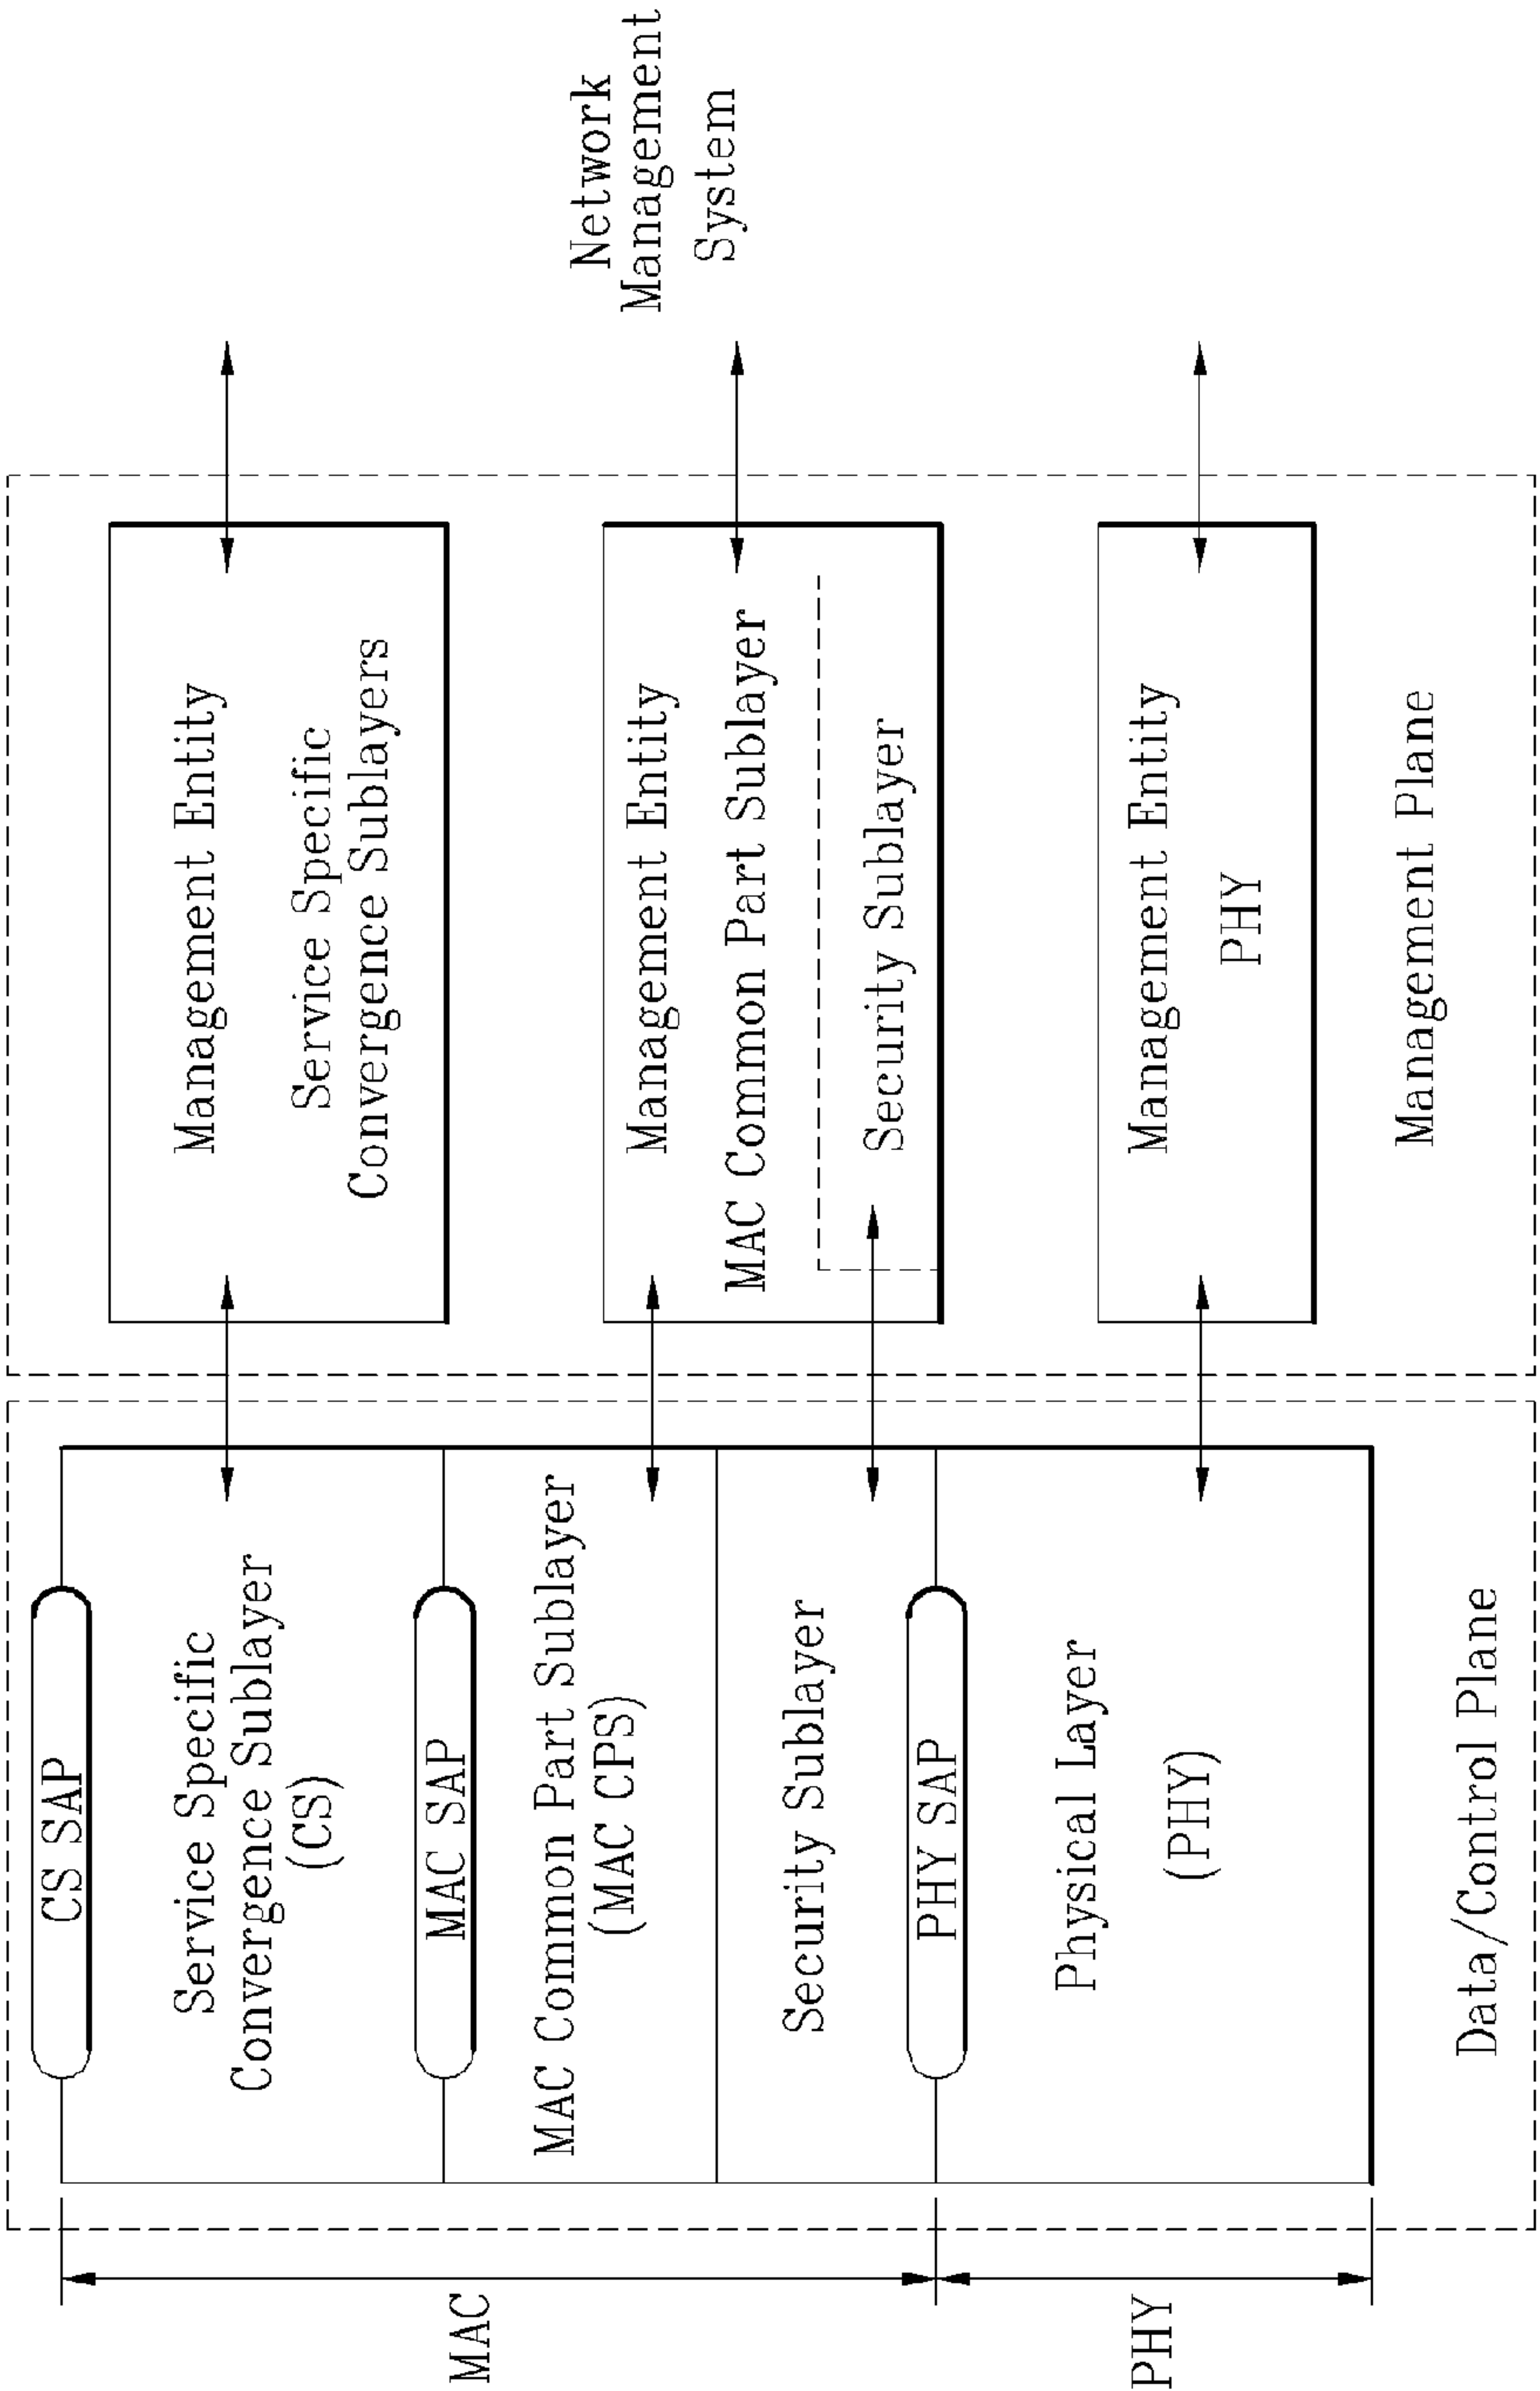 MAC
PHY
CS SAP
Service Specific
Convergence Sublayer
(CS)
MAC SAP
MAC Common Part Sublayer
(MAC CPS)
Security Sublayer
PHY SAP
Physical Layer
(PHY)
Data/Control Plane
Management Entity
Service Specific
Convergence Sublayers
Management Entity
MAC Common Part Sublayer
Security Sublayer
Management Entity
PHY
Management Plane
Network
Management
System